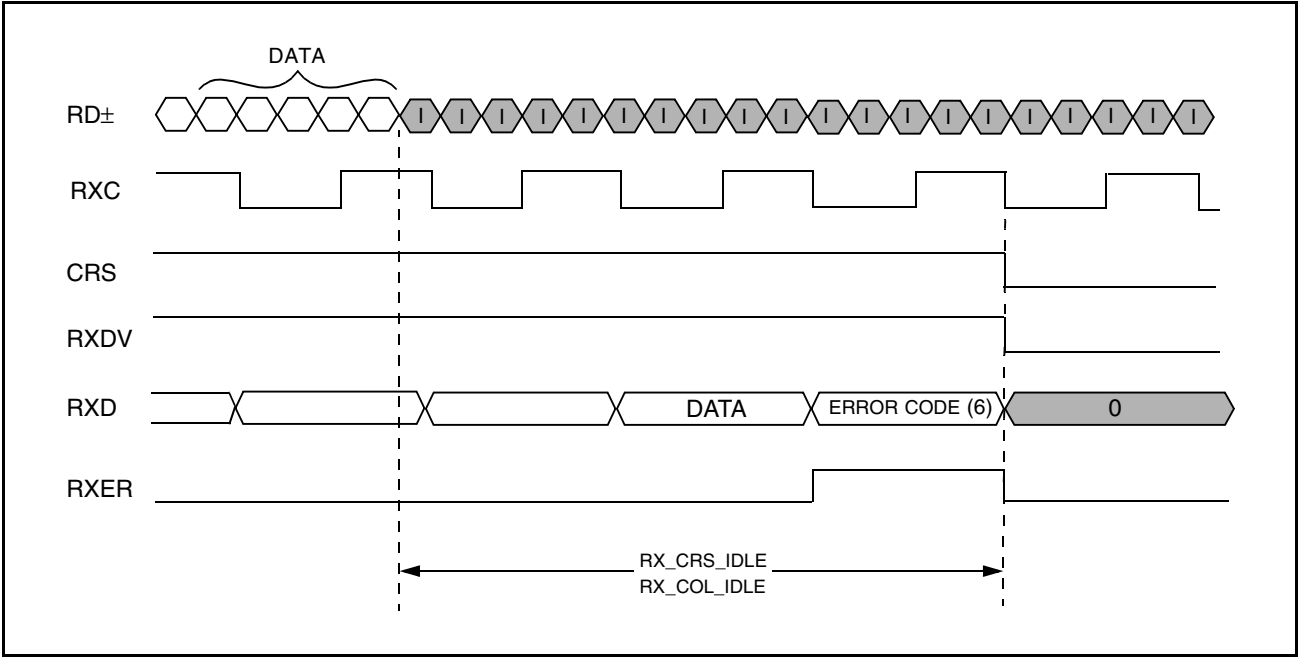 DATA
RD± I I I I I I I I I I I I I I I I I I I I
RXC
CRS
RXDV
RXD DATA ERROR CODE (6) 0
RXER
RX_CRS_IDLE
RX_COL_IDLE